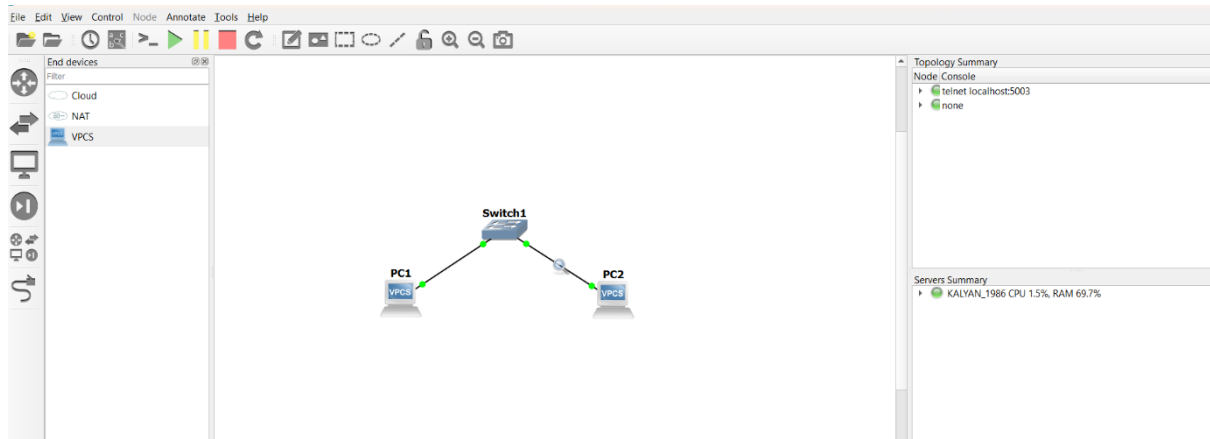 File Edit View Control Node Annotate Tools Help
End devices
Filter
Cloud
NAT
VPCS
Switch1
PC1
VPCS
PC2
VPCS
Topology Summary
Node Console
telnet localhost:5003
none
Servers Summary
KALYAN_1986 CPU 1.5%, RAM 69.7%